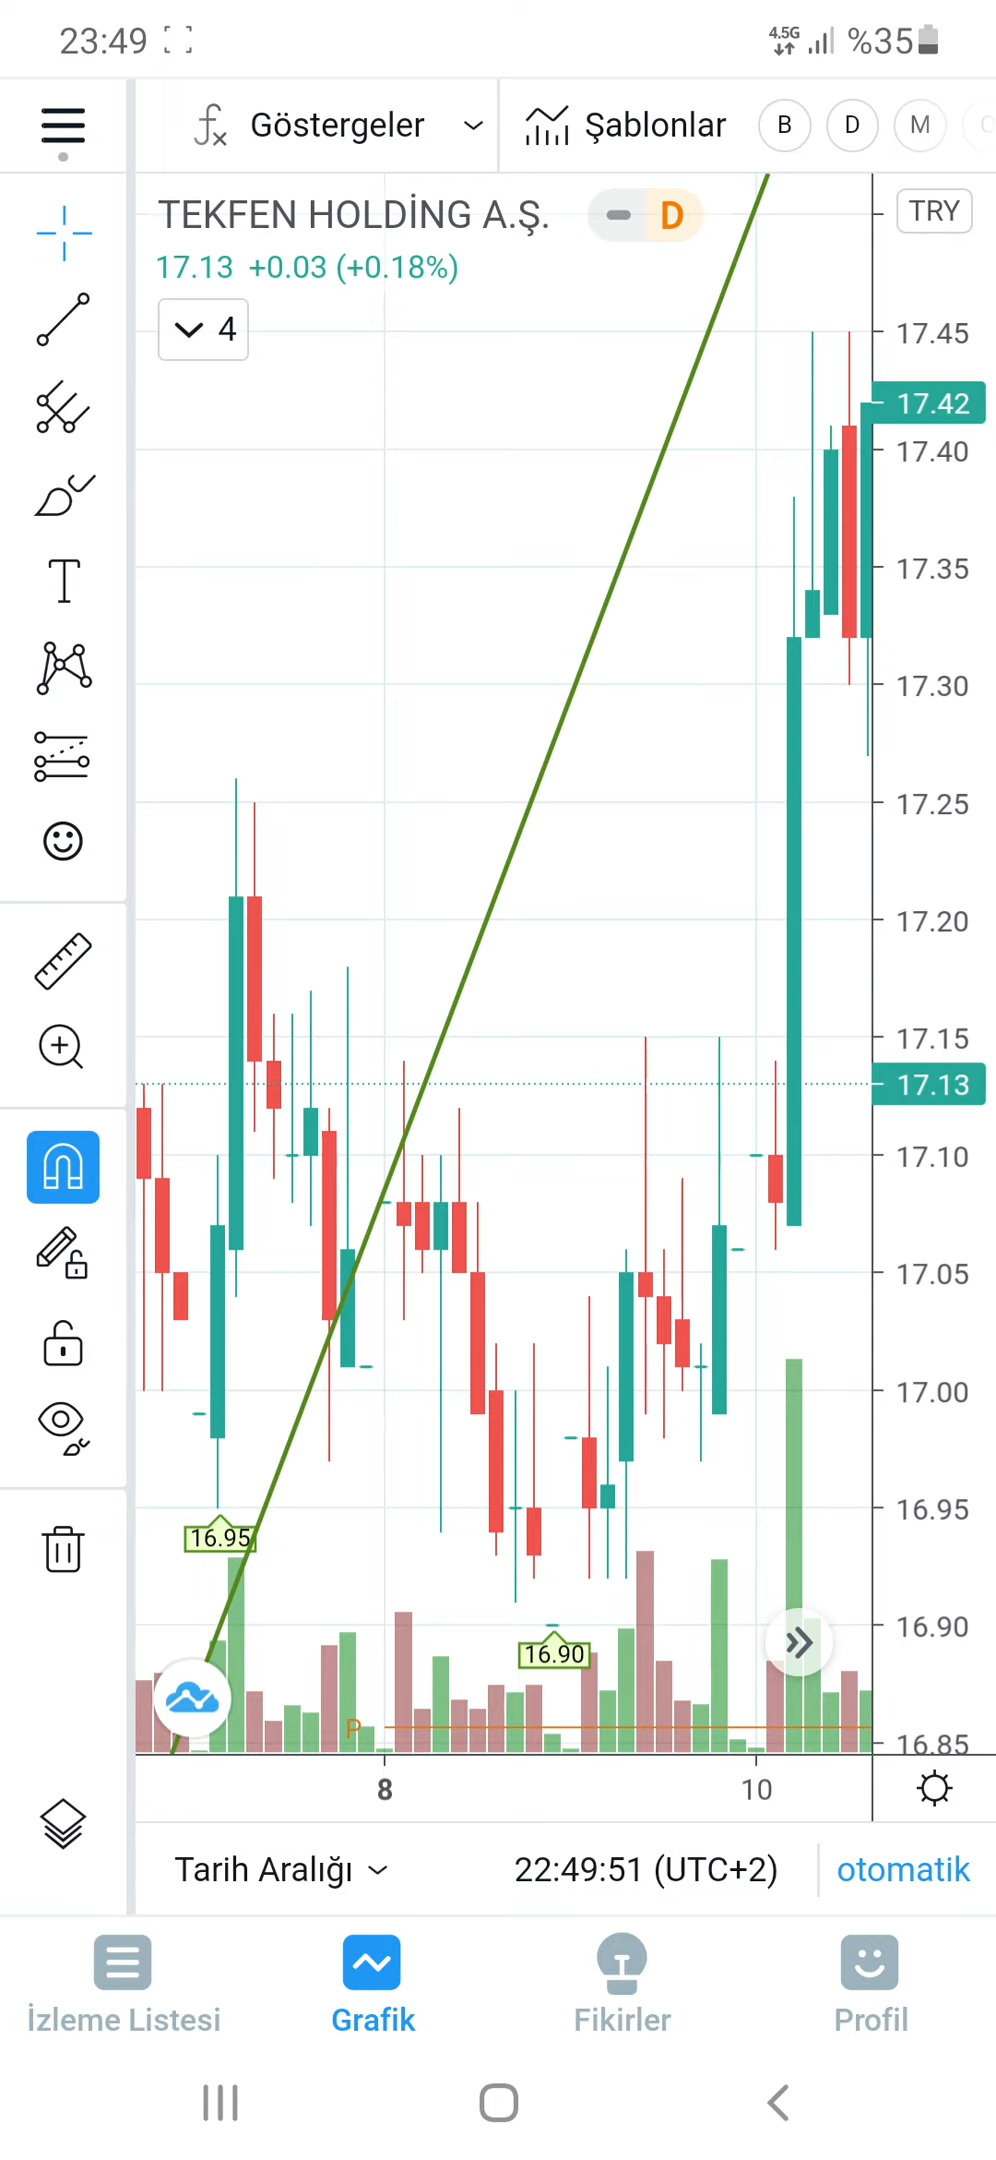 23:49
4.5G %35
Göstergeler
Şablonlar
B
D
M
TEKFEN HOLDİNG A.Ş.
D
TRY
17.13 +0.03 (+0.18%)
4
17.45
17.42
17.40
17.35
17.30
17.25
17.20
17.15
17.13
17.10
17.05
17.00
16.95
16.95
16.90
16.90
P
16.85
8
10
Tarih Aralığı
22:49:51 (UTC+2)
otomatik
İzleme Listesi
Grafik
Fikirler
Profil